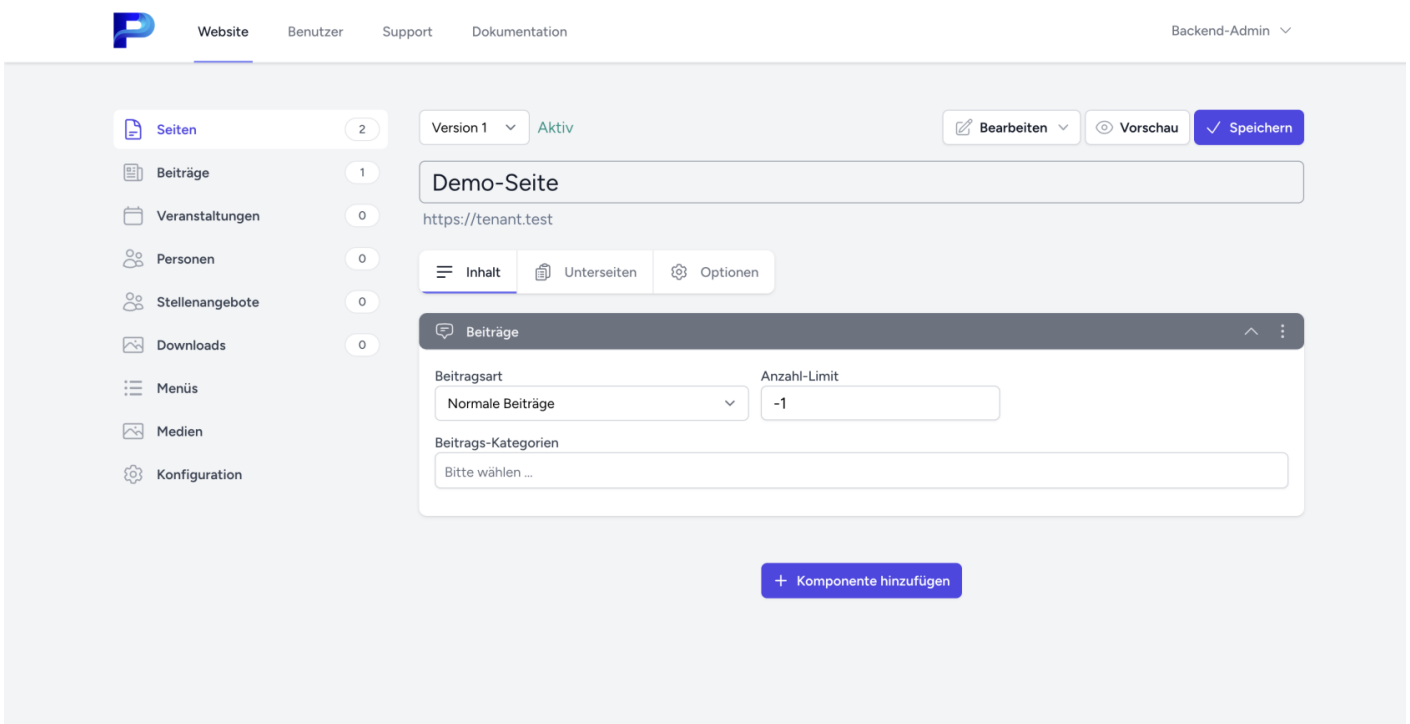 Website Benutzer Support Dokumentation Backend-Admin
Seiten 2
Beiträge 1
Veranstaltungen 0
Personen 0
Stellenangebote 0
Downloads 0
Menüs
Medien
Konfiguration
Version 1 Aktiv Bearbeiten Vorschau Speichern
Demo-Seite
https://tenant.test
Inhalt Unterseiten Optionen
Beiträge
Beitragsart Anzahl-Limit
Normale Beiträge -1
Beitrags-Kategorien
Bitte wählen ...
Komponente hinzufügen